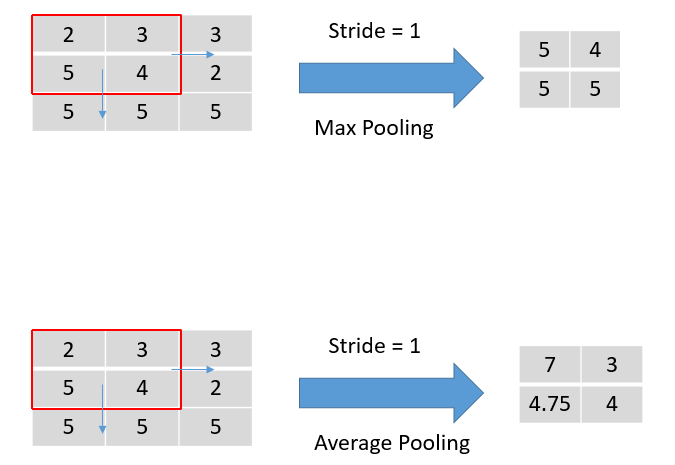 2 3 3
5 4 2
5 5 5
Stride = 1
Max Pooling
5 4
5 5
2 3 3
5 4 2
5 5 5
Stride = 1
Average Pooling
7 3
4.75 4